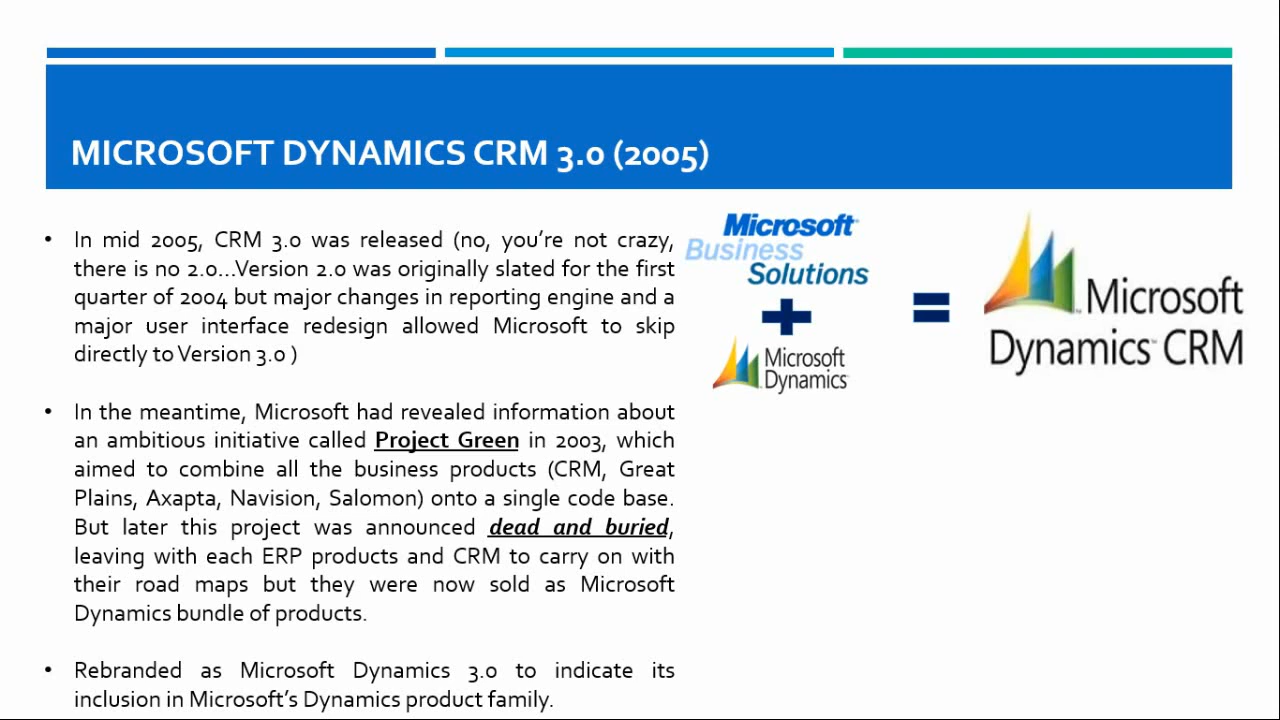 MICROSOFT DYNAMICS CRM 3.0 (2005)
• In mid 2005, CRM 3.0 was released (no, you're not crazy,
there is no 2.0...Version 2.0 was originally slated for the first
quarter of 2004 but major changes in reporting engine and a
major user interface redesign allowed Microsoft to skip
directly to Version 3.0 )
• In the meantime, Microsoft had revealed information about
an ambitious initiative called Project Green in 2003, which
aimed to combine all the business products (CRM, Great
Plains, Axapta, Navision, Salomon) onto a single code base.
But later this project was announced dead and buried,
leaving with each ERP products and CRM to carry on with
their road maps but they were now sold as Microsoft
Dynamics bundle of products.
• Rebranded as Microsoft Dynamics 3.0 to indicate its
inclusion in Microsoft's Dynamics product family.
Microsoft
Business
Solutions
+
Microsoft
Dynamics
=
Microsoft
Dynamics™ CRM